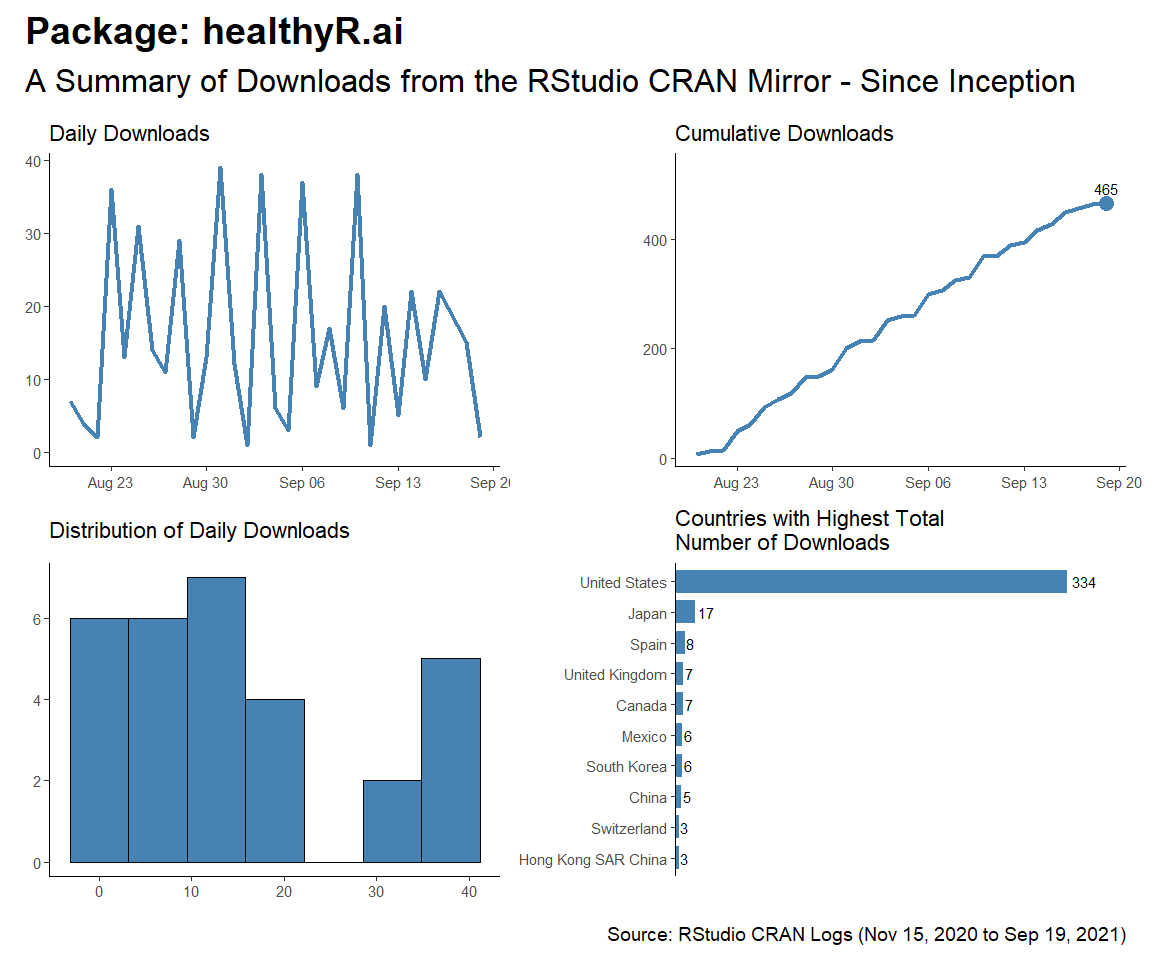 Package: healthyR.ai
A Summary of Downloads from the RStudio CRAN Mirror - Since Inception
Daily Downloads
40
30
20
10
0
Aug 23 Aug 30 Sep 06 Sep 13 Sep 20
Cumulative Downloads
465
400
200
0
Aug 23 Aug 30 Sep 06 Sep 13 Sep 20
Distribution of Daily Downloads
6
4
2
0
0 10 20 30 40
Countries with Highest Total
Number of Downloads
United States 334
Japan 17
Spain 8
United Kingdom 7
Canada 7
Mexico 6
South Korea 6
China 5
Switzerland 3
Hong Kong SAR China 3
Source: RStudio CRAN Logs (Nov 15, 2020 to Sep 19, 2021)